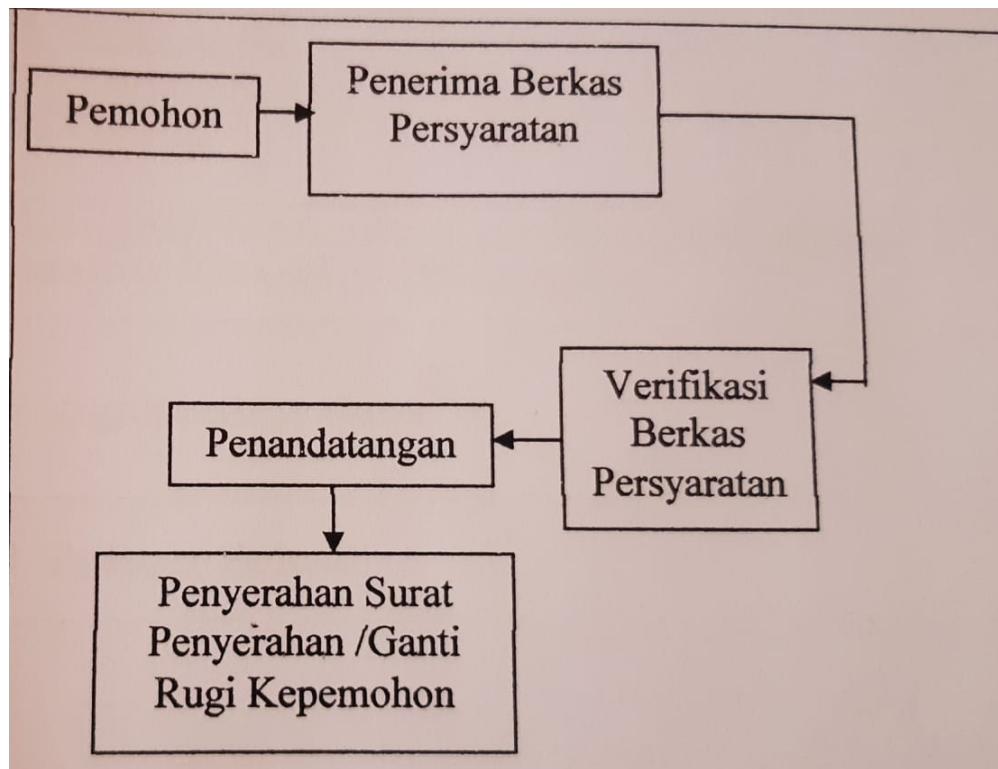 Pemohon
Penerima Berkas
Persyaratan
Verifikasi
Berkas
Persyaratan
Penandatangan
Penyerahan Surat
Penyerahan /Ganti
Rugi Kepemohon